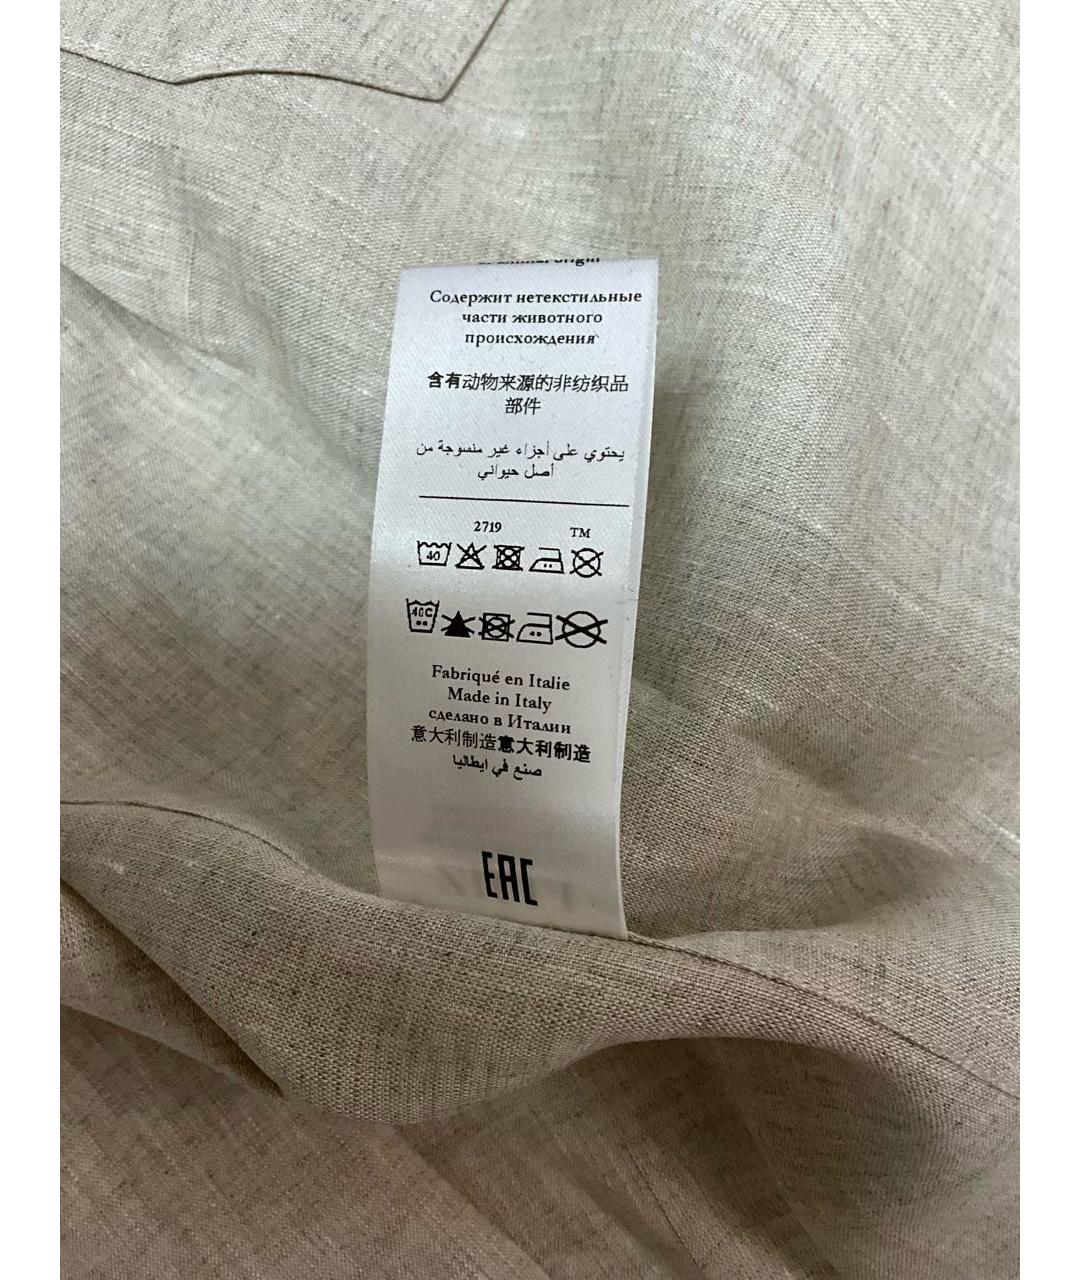 origin
Содержит нетекстильные
части животного
происхождения
含有动物来源的非纺织品
部件
يحتوي على أجزاء غير منسوجة من
أصل حيواني
2719 TM
40
40C
Fabriqué en Italie
Made in Italy
сделано в Италии
意大利制造意大利制造
صنع في ايطاليا
EAC